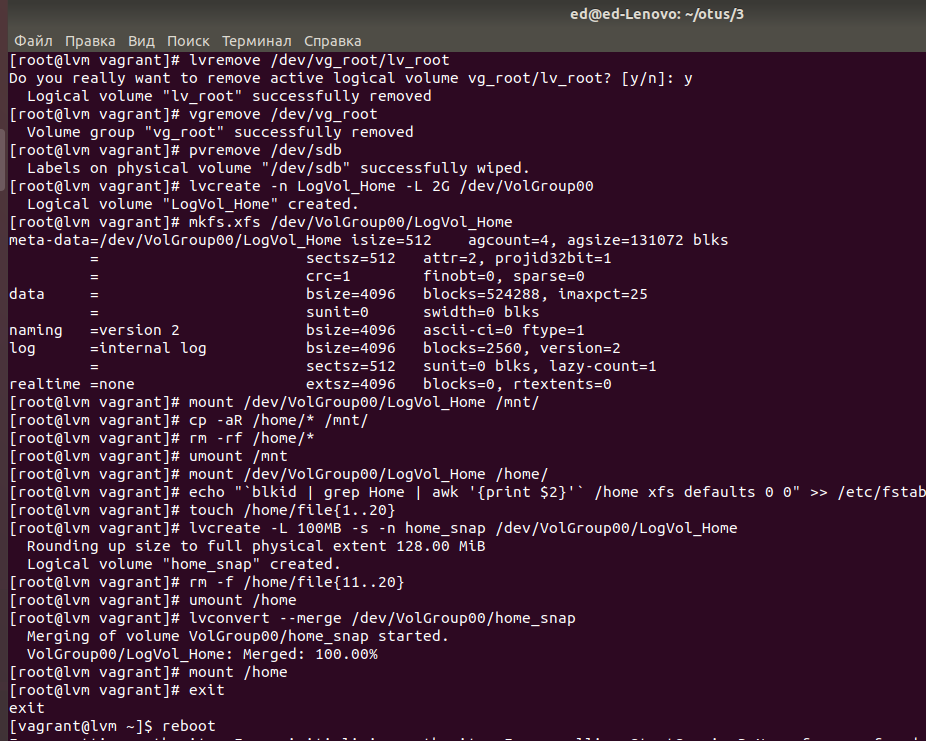 ed@ed-Lenovo: ~/otus/3
Файл Правка Вид Поиск Терминал Справка
[root@lvm vagrant]# lvremove /dev/vg_root/lv_root
Do you really want to remove active logical volume vg_root/lv_root? [y/n]: y
  Logical volume "lv_root" successfully removed
[root@lvm vagrant]# vgremove /dev/vg_root
  Volume group "vg_root" successfully removed
[root@lvm vagrant]# pvremove /dev/sdb
  Labels on physical volume "/dev/sdb" successfully wiped.
[root@lvm vagrant]# lvcreate -n LogVol_Home -L 2G /dev/VolGroup00
  Logical volume "LogVol_Home" created.
[root@lvm vagrant]# mkfs.xfs /dev/VolGroup00/LogVol_Home
meta-data=/dev/VolGroup00/LogVol_Home isize=512    agcount=4, agsize=131072 blks
         =                       sectsz=512   attr=2, projid32bit=1
         =                       crc=1        finobt=0, sparse=0
data     =                       bsize=4096   blocks=524288, imaxpct=25
         =                       sunit=0      swidth=0 blks
naming   =version 2              bsize=4096   ascii-ci=0 ftype=1
log      =internal log           bsize=4096   blocks=2560, version=2
         =                       sectsz=512   sunit=0 blks, lazy-count=1
realtime =none                   extsz=4096   blocks=0, rtextents=0
[root@lvm vagrant]# mount /dev/VolGroup00/LogVol_Home /mnt/
[root@lvm vagrant]# cp -aR /home/* /mnt/
[root@lvm vagrant]# rm -rf /home/*
[root@lvm vagrant]# umount /mnt
[root@lvm vagrant]# mount /dev/VolGroup00/LogVol_Home /home/
[root@lvm vagrant]# echo "`blkid | grep Home | awk '{print $2}'` /home xfs defaults 0 0" >> /etc/fstab
[root@lvm vagrant]# touch /home/file{1..20}
[root@lvm vagrant]# lvcreate -L 100MB -s -n home_snap /dev/VolGroup00/LogVol_Home
  Rounding up size to full physical extent 128.00 MiB
  Logical volume "home_snap" created.
[root@lvm vagrant]# rm -f /home/file{11..20}
[root@lvm vagrant]# umount /home
[root@lvm vagrant]# lvconvert --merge /dev/VolGroup00/home_snap
  Merging of volume VolGroup00/home_snap started.
  VolGroup00/LogVol_Home: Merged: 100.00%
[root@lvm vagrant]# mount /home
[root@lvm vagrant]# exit
exit
[vagrant@lvm ~]$ reboot